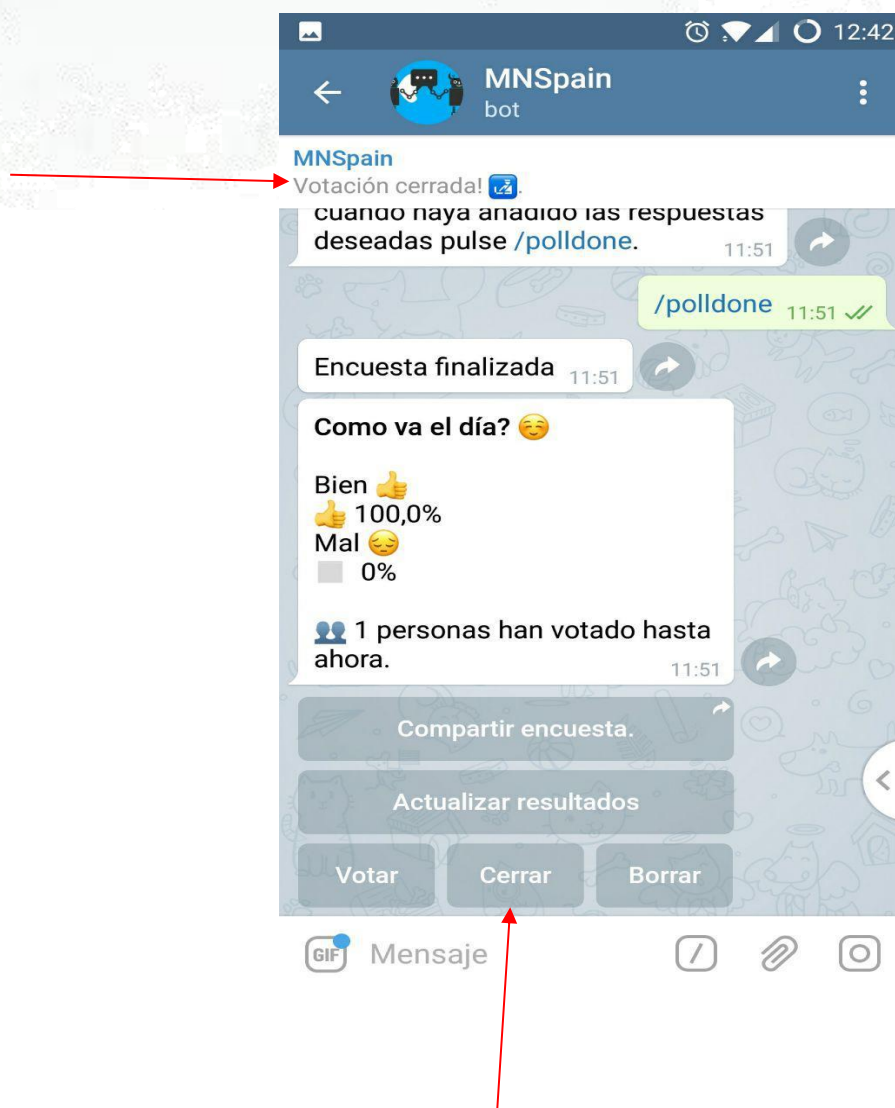 12:42
MNSpain
bot
MNSpain
Votación cerrada! 🛃.
cuando haya añadido las respuestas
deseadas pulse /polldone. 11:51
/polldone 11:51
Encuesta finalizada 11:51
Como va el día? ☺️
Bien 👍
👍 100,0%
Mal 😔
0%
👥 1 personas han votado hasta
ahora. 11:51
Compartir encuesta.
Actualizar resultados
Votar Cerrar Borrar
GIF Mensaje /